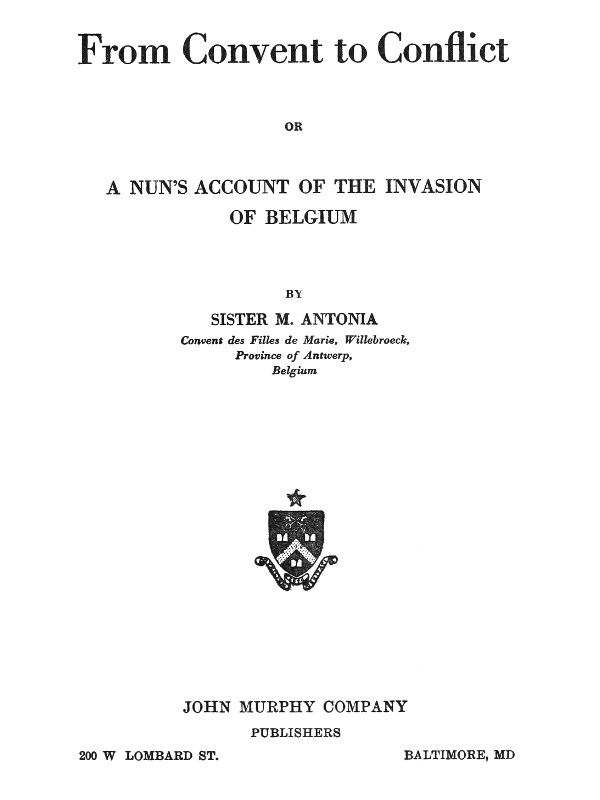 From Convent to Conflict
OR
A NUN'S ACCOUNT OF THE INVASION
OF BELGIUM
BY
SISTER M. ANTONIA
Convent des Filles de Marie, Willebroeck,
Province of Antwerp,
Belgium
JOHN MURPHY COMPANY
PUBLISHERS
200 W LOMBARD ST. BALTIMORE, MD